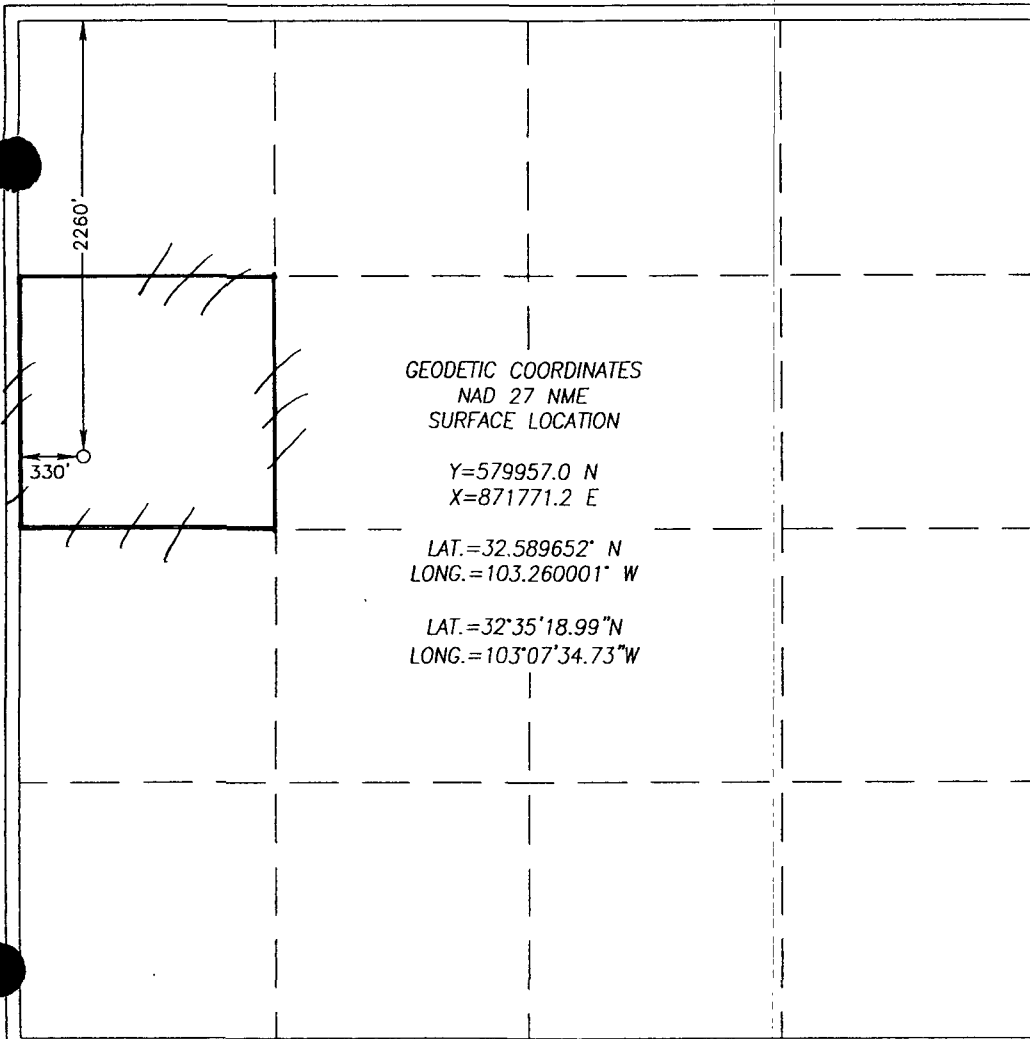 2260'
330'
GEODETIC COORDINATES
NAD 27 NME
SURFACE LOCATION
Y=579957.0 N
X=871771.2 E
LAT.=32.589652° N
LONG.=103.260001° W
LAT.=32°35'18.99"N
LONG.=103°07'34.73"W